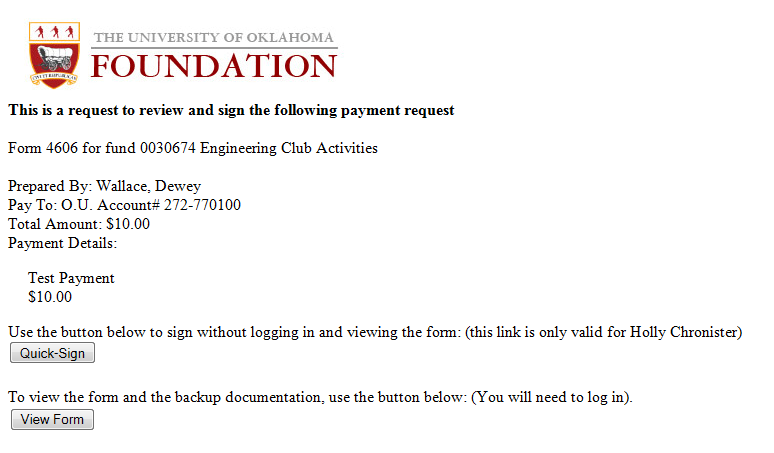 THE UNIVERSITY OF OKLAHOMA
FOUNDATION
This is a request to review and sign the following payment request
Form 4606 for fund 0030674 Engineering Club Activities
Prepared By: Wallace, Dewey
Pay To: O.U. Account# 272-770100
Total Amount: $10.00
Payment Details:
Test Payment
$10.00
Use the button below to sign without logging in and viewing the form: (this link is only valid for Holly Chronister)
Quick-Sign
To view the form and the backup documentation, use the button below: (You will need to log in).
View Form